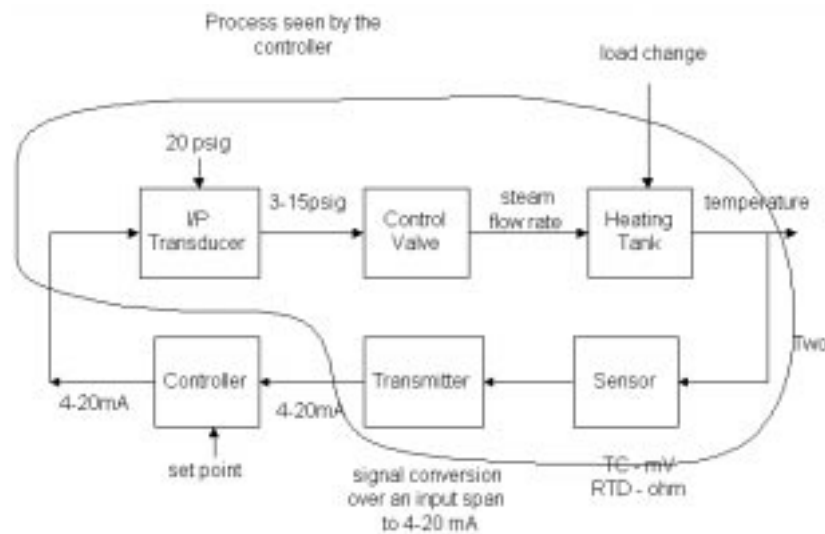 Process seen by the
controller
load change
20 psig
I/P
Transducer
3-15psig
Control
Valve
steam
flow rate
Heating
Tank
temperature
Two
Controller
4-20mA
Transmitter
4-20mA
Sensor
set point
signal conversion
over an input span
to 4-20 mA
TC - mV
RTD - ohm